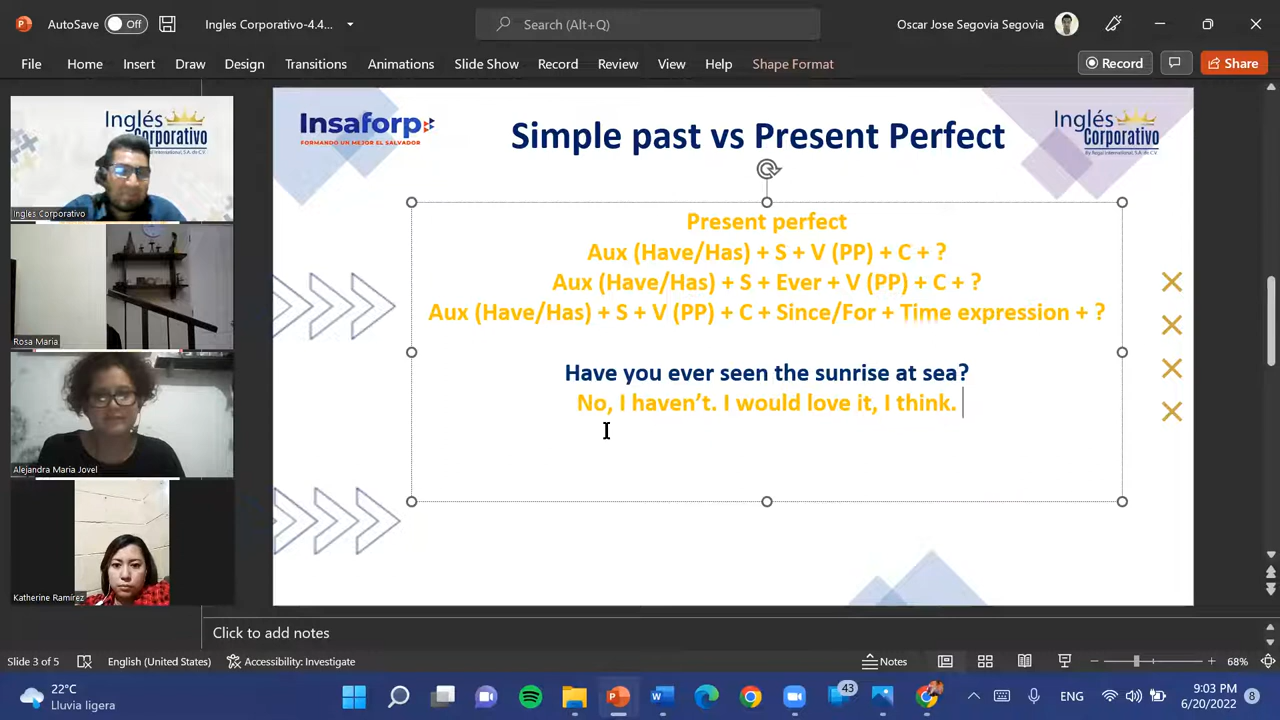 AutoSave
Off
Ingles Corporativo-4.4...
Search (Alt+Q)
Oscar Jose Segovia Segovia
File
Home
Insert
Draw
Design
Transitions
Animations
Slide Show
Record
Review
View
Help
Shape Format
Record
Share
Inglés
Corporativo
Ingles Corporativo
Rosa Maria
Alejandra Maria Jovel
Katherine Ramírez
Insaforp
FORMANDO UN MEJOR EL SALVADOR
Simple past vs Present Perfect
Inglés
Corporativo
By Regal International, S.A. de C.V.
Present perfect
Aux (Have/Has) + S + V (PP) + C + ?
Aux (Have/Has) + S + Ever + V (PP) + C + ?
Aux (Have/Has) + S + V (PP) + C + Since/For + Time expression + ?
Have you ever seen the sunrise at sea?
No, I haven’t. I would love it, I think.
Click to add notes
Slide 3 of 5
English (United States)
Accessibility: Investigate
Notes
68%
22°C
Lluvia ligera
43
ENG
9:03 PM
6/20/2022
8